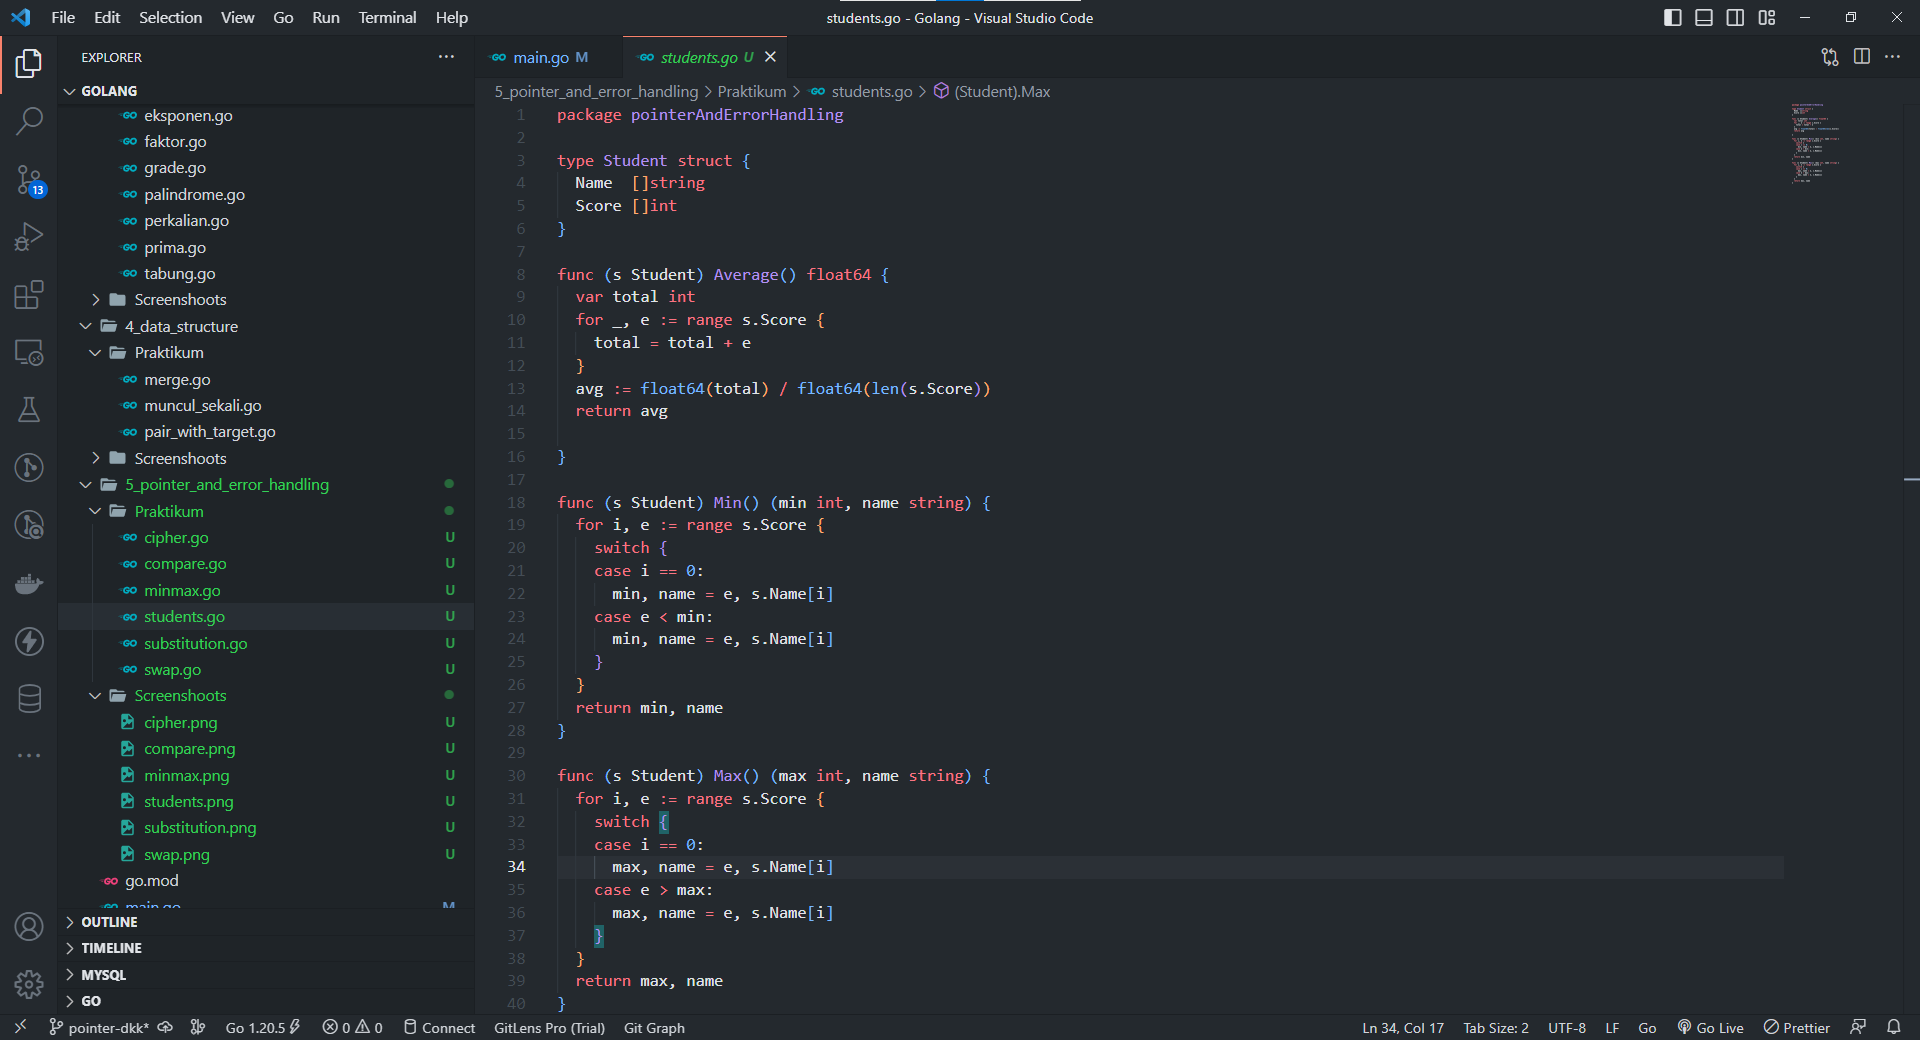 File Edit Selection View Go Run Terminal Help
students.go - Golang - Visual Studio Code
EXPLORER
GOLANG
eksponen.go
faktor.go
grade.go
palindrome.go
perkalian.go
prima.go
tabung.go
Screenshoots
4_data_structure
Praktikum
merge.go
muncul_sekali.go
pair_with_target.go
Screenshoots
5_pointer_and_error_handling
Praktikum
cipher.go U
compare.go U
minmax.go U
students.go U
substitution.go U
swap.go U
Screenshoots
cipher.png U
compare.png U
minmax.png U
students.png U
substitution.png U
swap.png U
go.mod
main.go M
OUTLINE
TIMELINE
MYSQL
GO
13
main.go M
students.go U
5_pointer_and_error_handling > Praktikum > students.go > (Student).Max
1 package pointerAndErrorHandling
2
3 type Student struct {
4 Name []string
5 Score []int
6 }
7
8 func (s Student) Average() float64 {
9 var total int
10 for _, e := range s.Score {
11 total = total + e
12 }
13 avg := float64(total) / float64(len(s.Score))
14 return avg
15
16 }
17
18 func (s Student) Min() (min int, name string) {
19 for i, e := range s.Score {
20 switch {
21 case i == 0:
22 min, name = e, s.Name[i]
23 case e < min:
24 min, name = e, s.Name[i]
25 }
26 }
27 return min, name
28 }
29
30 func (s Student) Max() (max int, name string) {
31 for i, e := range s.Score {
32 switch {
33 case i == 0:
34 max, name = e, s.Name[i]
35 case e > max:
36 max, name = e, s.Name[i]
37 }
38 }
39 return max, name
40 }
pointer-dkk* Go 1.20.5 0 0 Connect GitLens Pro (Trial) Git Graph
Ln 34, Col 17 Tab Size: 2 UTF-8 LF Go Go Live Prettier